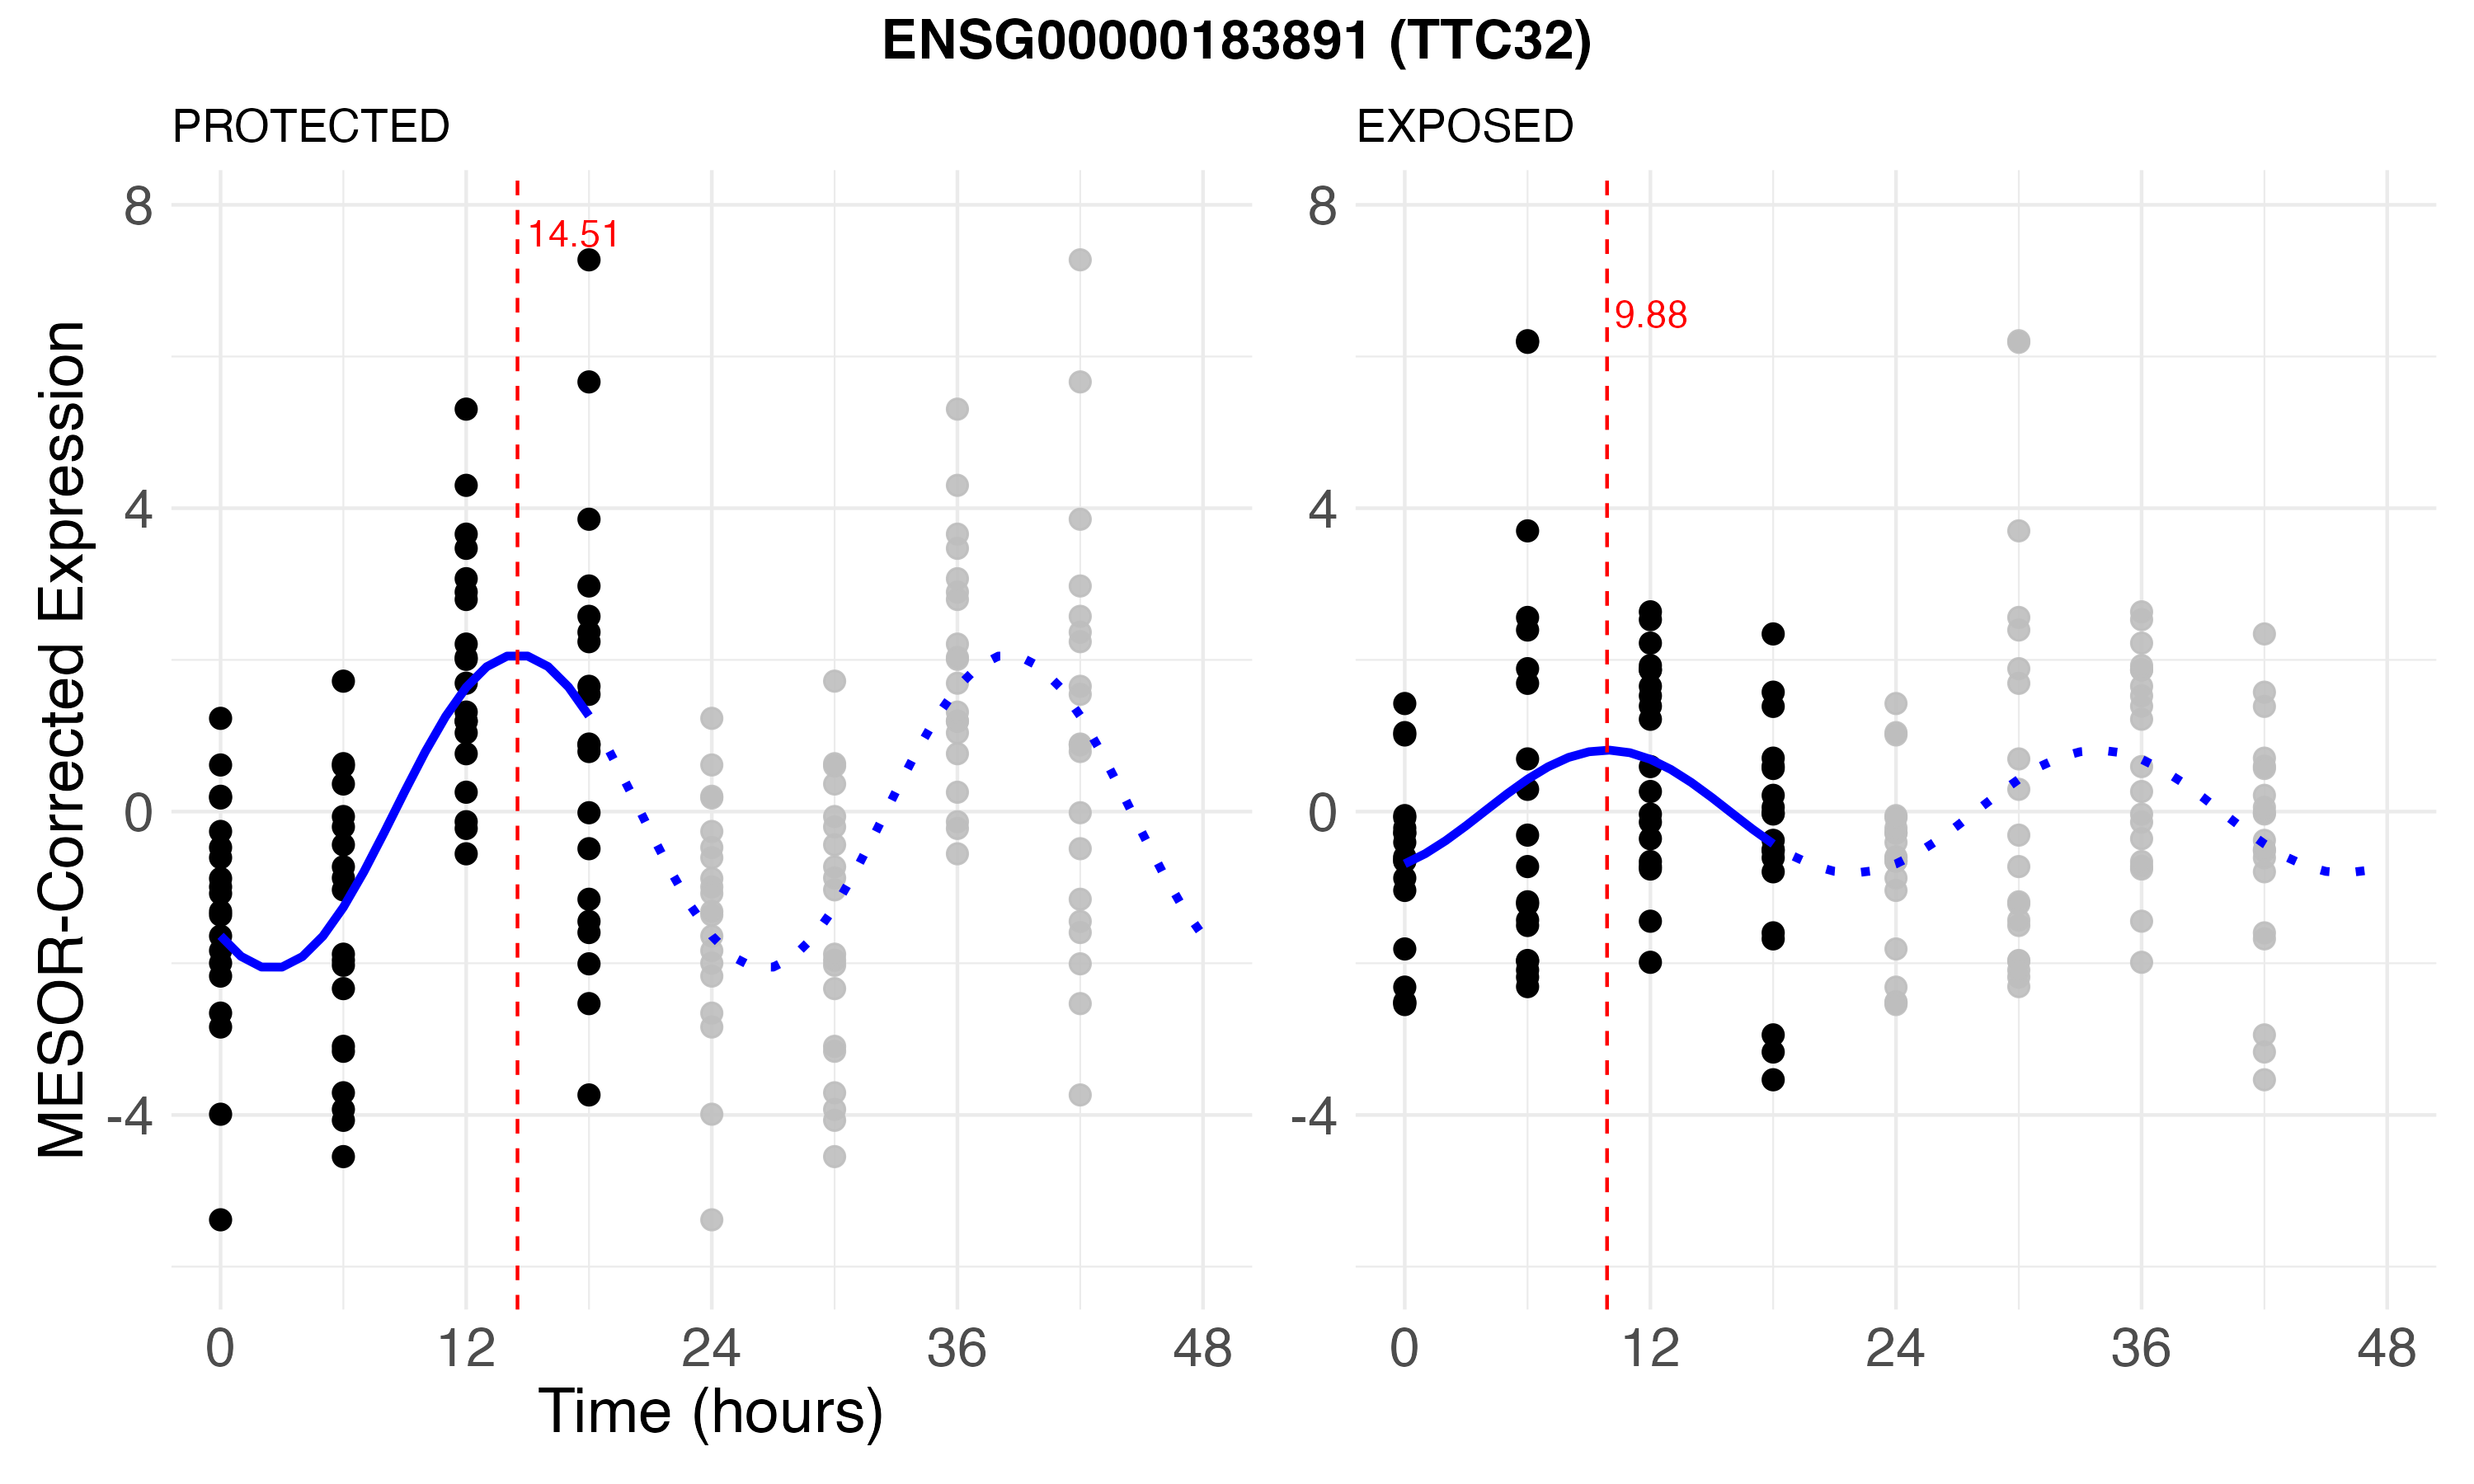 ENSG00000183891 (TTC32)
PROTECTED
EXPOSED
MESOR-Corrected Expression
8
4
0
-4
14.51
8
4
0
-4
9.88
0 12 24 36 48
0 12 24 36 48
Time (hours)